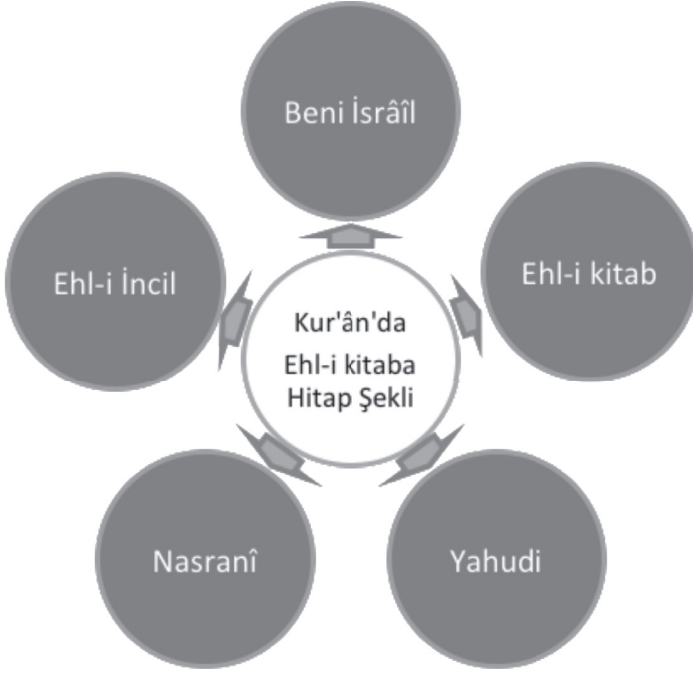 Beni İsrâîl
Ehl-i İncil
Ehl-i kitab
Kur'ân'da
Ehl-i kitaba
Hitap Şekli
Nasranî
Yahudi